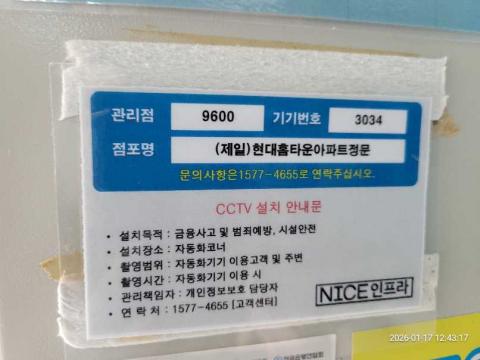 관리점 9600 기기번호 3034
점포명 (제일)현대홈타운아파트정문
문의사항은1577-4655로 연락주십시오.
CCTV 설치 안내문
• 설치목적 : 금융사고 및 범죄예방, 시설안전
• 설치장소 : 자동화코너
• 촬영범위 : 자동화기기 이용고객 및 주변
• 촬영시간 : 자동화기기 이용 시
• 관리책임자 : 개인정보보호 담당자
• 연 락 처 : 1577-4655 [고객센터]
NICE인프라
2026-01-17 12:43:17